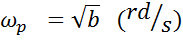 ωₚ = √b (rd/s)